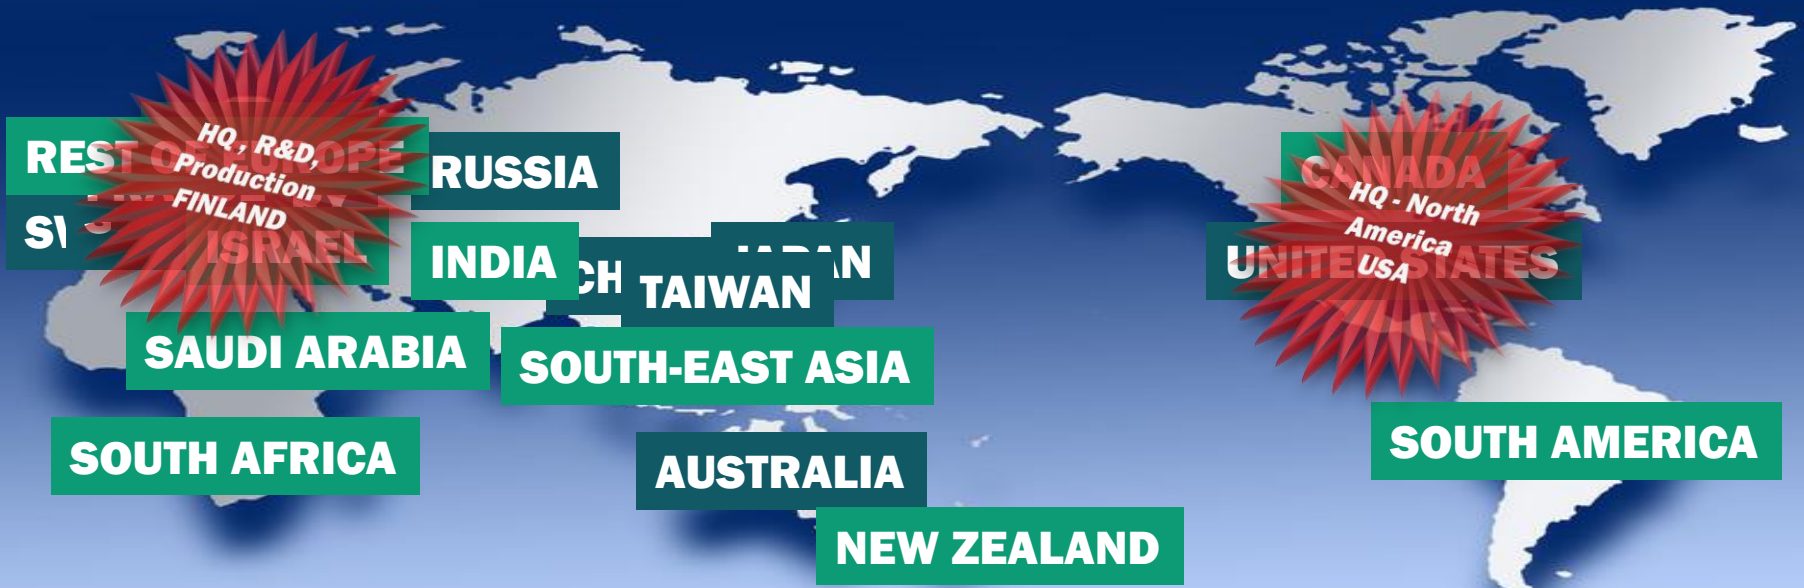 REST OF EUROPE
HQ, R&D,
Production
FINLAND
RUSSIA
ISRAEL
INDIA
JAPAN
TAIWAN
CANADA
UNITED STATES
HQ - North
America
USA
SAUDI ARABIA
SOUTH-EAST ASIA
SOUTH AFRICA
AUSTRALIA
SOUTH AMERICA
NEW ZEALAND